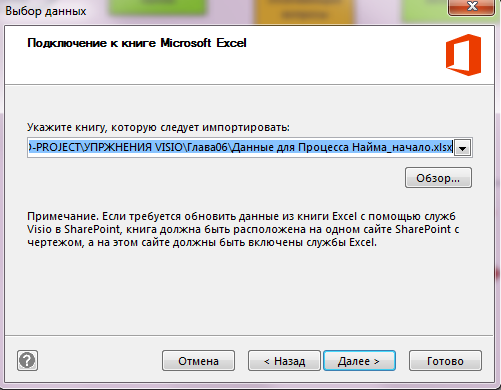 Выбор данных
Подключение к книге Microsoft Excel
Укажите книгу, которую следует импортировать:
-PROJECT\УПРЖНЕНИЯ VISIO\Глава06\Данные для Процесса Найма_начало.xlsx
Обзор...
Примечание. Если требуется обновить данные из книги Excel с помощью служб
Visio в SharePoint, книга должна быть расположена на одном сайте SharePoint с
чертежом, а на этом сайте должны быть включены службы Excel.
?
Отмена
< Назад
Далее >
Готово